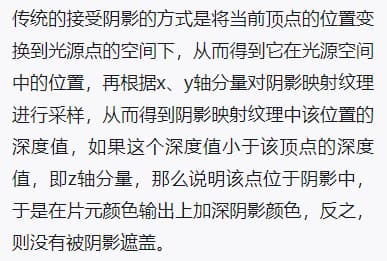 传统的接受阴影的方式是将当前顶点的位置变
换到光源点的空间下，从而得到它在光源空间
中的位置，再根据x、y轴分量对阴影映射纹理
进行采样，从而得到阴影映射纹理中该位置的
深度值，如果这个深度值小于该顶点的深度
值，即z轴分量，那么说明该点位于阴影中，
于是在片元颜色输出上加深阴影颜色，反之，
则没有被阴影遮盖。